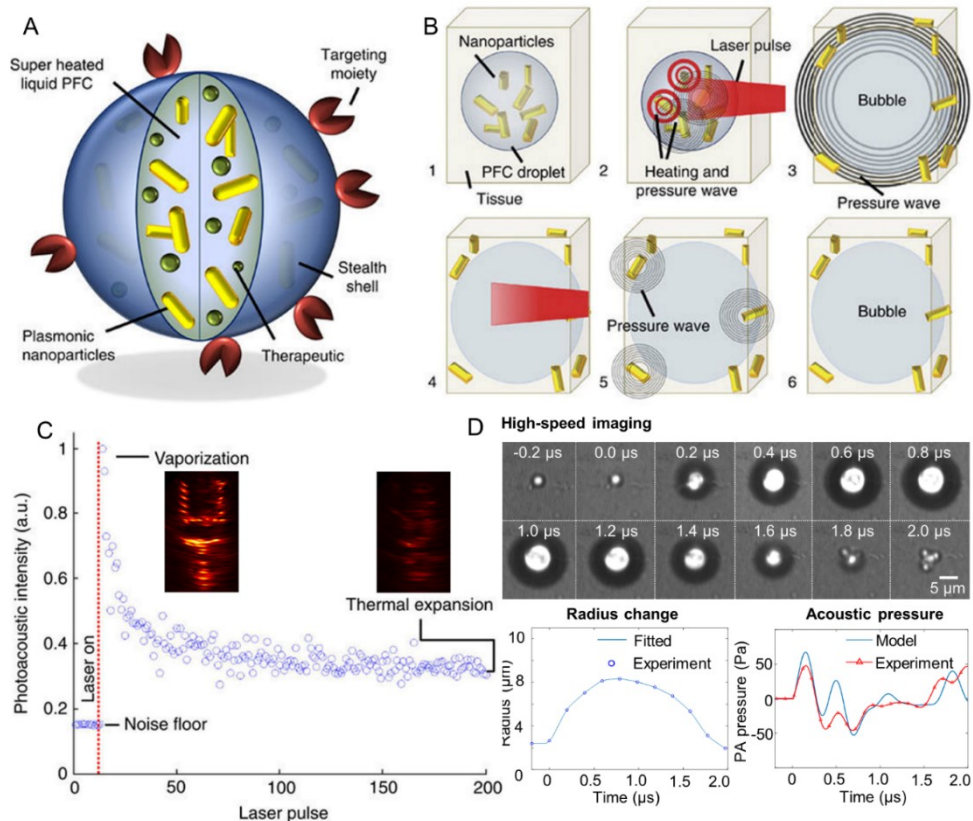 A
Super heated
liquid PFC
Targeting
moiety
Plasmonic
nanoparticles
Therapeutic
Stealth
shell
B
Nanoparticles
PFC droplet
1
Tissue
Laser pulse
2
Heating and
pressure wave
Bubble
3
Pressure wave
4
Pressure wave
5
Bubble
6
C
Photoacoustic intensity (a.u.)
1
0.8
0.6
0.4
0.2
0
Laser on
Vaporization
Thermal expansion
Noise floor
0
50
100
150
200
Laser pulse
D
High-speed imaging
-0.2 µs
0.0 µs
0.2 µs
0.4 µs
0.6 µs
0.8 µs
1.0 µs
1.2 µs
1.4 µs
1.6 µs
1.8 µs
2.0 µs
5 µm
Radius change
Radius (µm)
10
8
6
4
2
0
Fitted
Experiment
0
0.5
1.0
1.5
2.0
Time (µs)
Acoustic pressure
PA pressure (Pa)
50
0
-50
Model
Experiment
0
0.5
1.0
1.5
2.0
Time (µs)